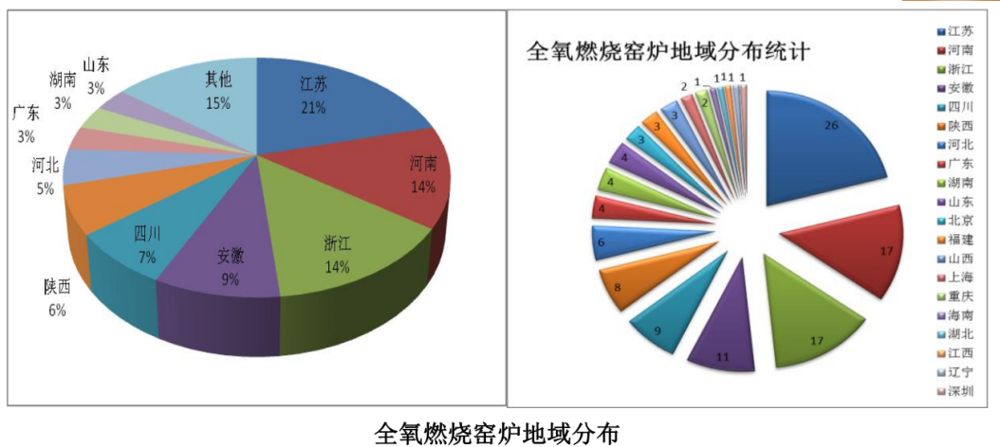 江苏
21%
河南
14%
浙江
14%
安徽
9%
四川
7%
陕西
6%
河北
5%
广东
3%
湖南
3%
山东
3%
其他
15%
全氧燃烧窑炉地域分布统计
26
17
17
11
9
8
6
4
4
4
3
3
3
2
2
1
1
1
1
1
江苏
河南
浙江
安徽
四川
陕西
河北
广东
湖南
山东
北京
福建
山西
上海
重庆
海南
湖北
江西
辽宁
深圳
全氧燃烧窑炉地域分布